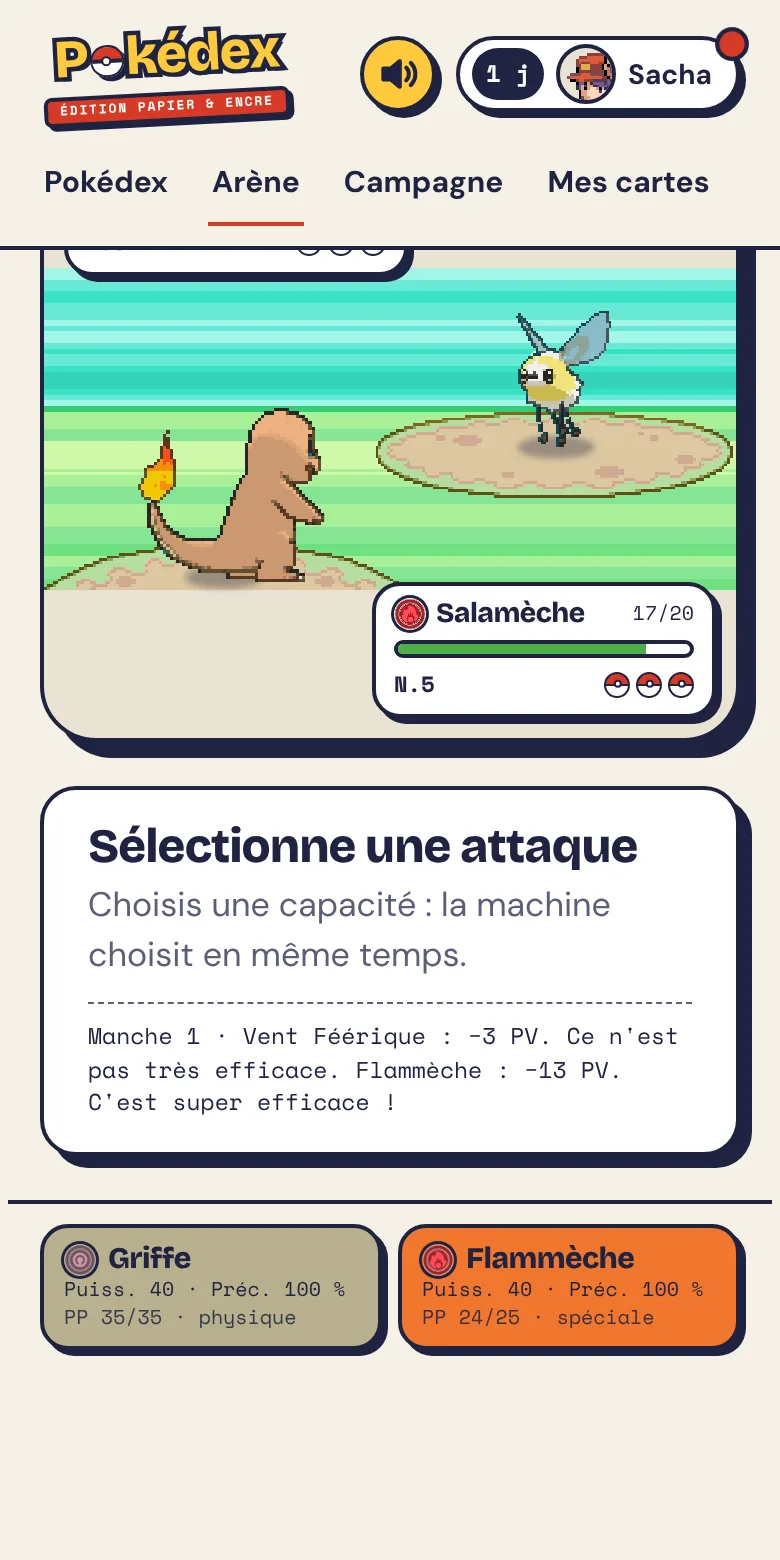 Pokédex
ÉDITION PAPIER & ENCRE
1 j
Sacha
Pokédex
Arène
Campagne
Mes cartes
Salamèche
17/20
N.5
Sélectionne une attaque
Choisis une capacité : la machine
choisit en même temps.
Manche 1 · Vent Féérique : −3 PV. Ce n'est
pas très efficace. Flammèche : −13 PV.
C'est super efficace !
Griffe
Puiss. 40 · Préc. 100 %
PP 35/35 · physique
Flammèche
Puiss. 40 · Préc. 100 %
PP 24/25 · spéciale